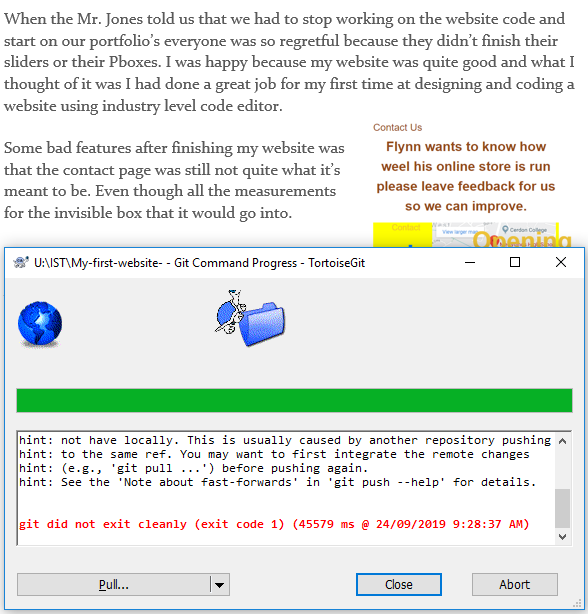 When the Mr. Jones told us that we had to stop working on the website code and
start on our portfolio’s everyone was so regretful because they didn’t finish their
sliders or their Pboxes. I was happy because my website was quite good and what I
thought of it was I had done a great job for my first time at designing and coding a
website using industry level code editor.
Some bad features after finishing my website was
that the contact page was still not quite what it’s
meant to be. Even though all the measurements
for the invisible box that it would go into.
Contact Us
Flynn wants to know how
weel his online store is run
please leave feedback for us
so we can improve.
Contact
View larger map
Cerdon College
Opening
U:\IST\My-first-website- - Git Command Progress - TortoiseGit
hint: not have locally. This is usually caused by another repository pushing
hint: to the same ref. You may want to first integrate the remote changes
hint: (e.g., 'git pull ...') before pushing again.
hint: See the 'Note about fast-forwards' in 'git push --help' for details.
git did not exit cleanly (exit code 1) (45579 ms @ 24/09/2019 9:28:37 AM)
Pull...
Close
Abort